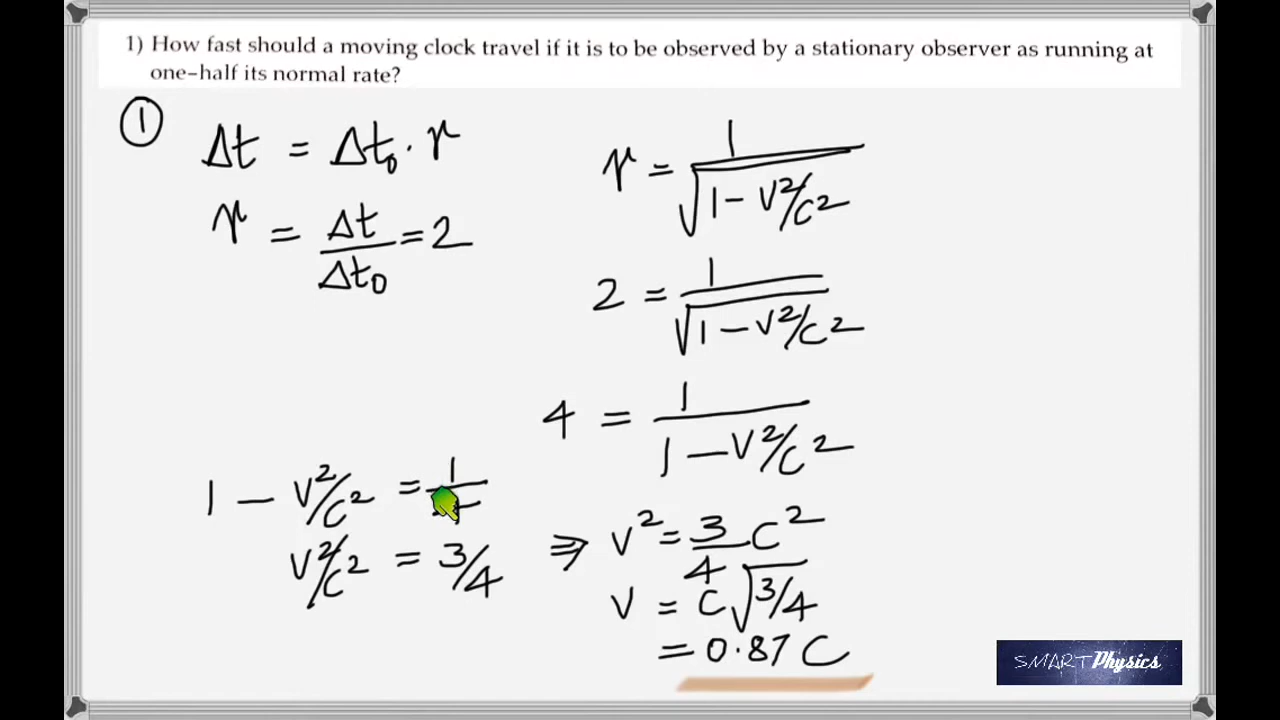 1) How fast should a moving clock travel if it is to be observed by a stationary observer as running at
one-half its normal rate?
①
Δt = Δt₀ · γ
γ = Δt/Δt₀ = 2
γ = 1/√(1 - V²/C²)
2 = 1/√(1 - V²/C²)
4 = 1/(1 - V²/C²)
1 - V²/C² = 1/
V²/C² = 3/4
⇒ V² = 3/4 C²
V = C√(3/4)
= 0.87 C
SMART Physics